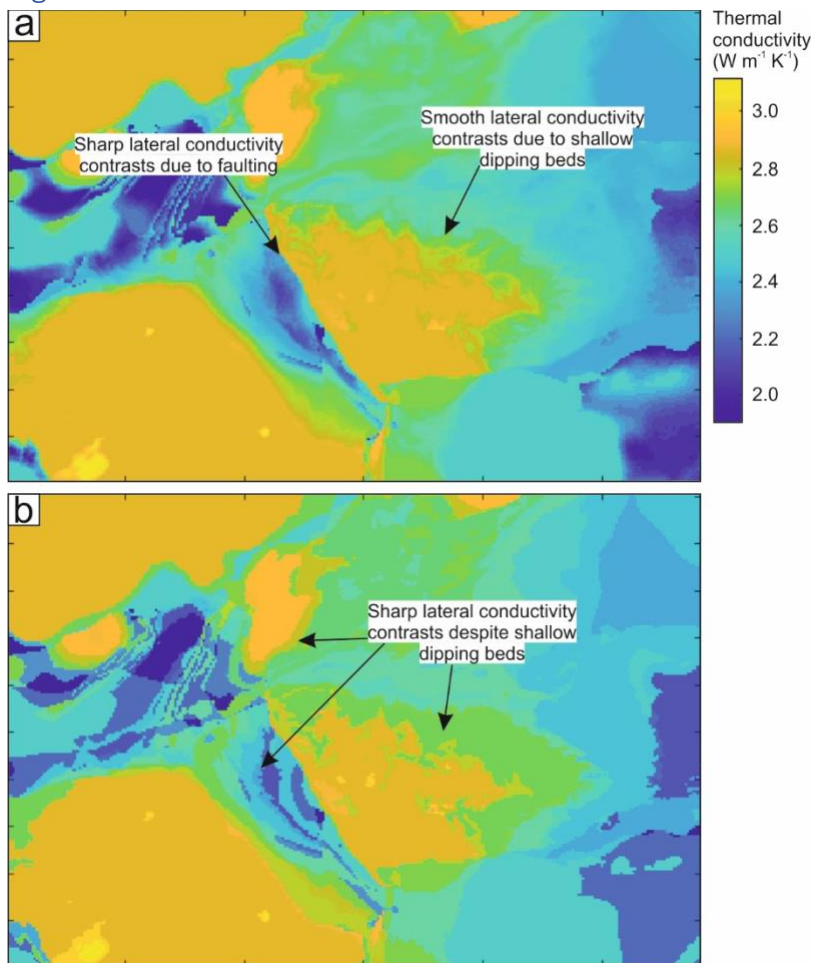 a
Thermal
conductivity
(W m⁻¹ K⁻¹)
3.0
2.8
2.6
2.4
2.2
2.0
Sharp lateral conductivity
contrasts due to faulting
Smooth lateral conductivity
contrasts due to shallow
dipping beds
b
Sharp lateral conductivity
contrasts despite shallow
dipping beds